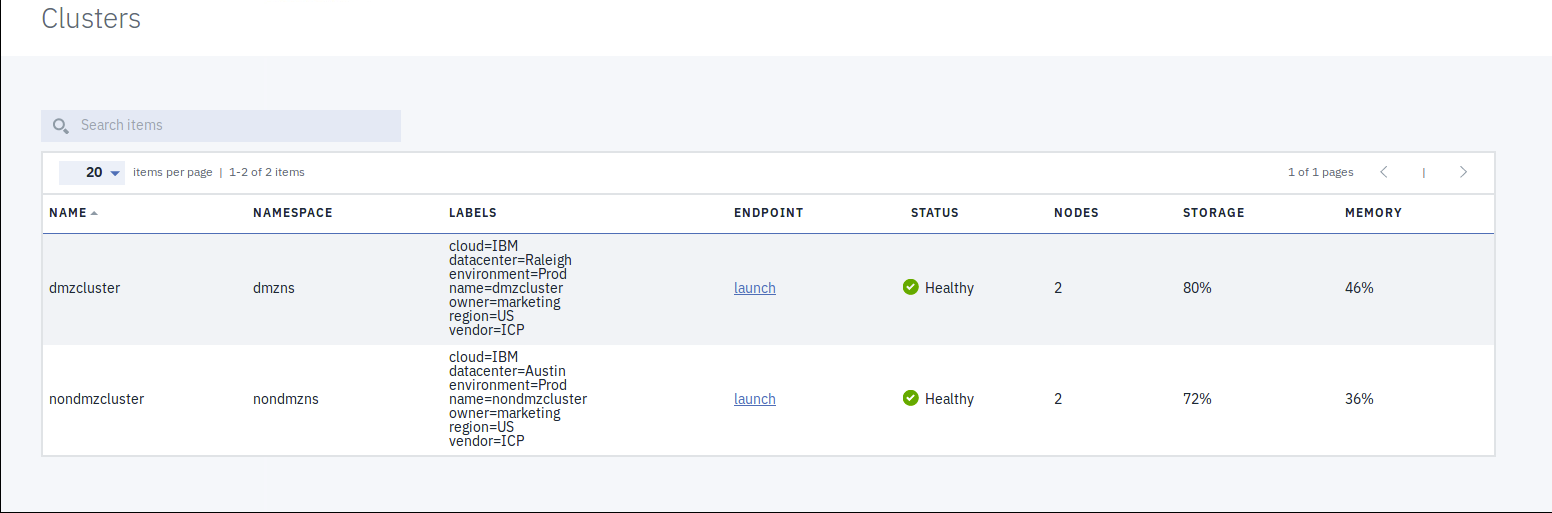 Clusters
Search items
20 items per page | 1-2 of 2 items 1 of 1 pages |
NAME NAMESPACE LABELS ENDPOINT STATUS NODES STORAGE MEMORY
dmzcluster dmzns cloud=IBM
datacenter=Raleigh
environment=Prod
name=dmzcluster
owner=marketing
region=US
vendor=ICP
launch Healthy 2 80% 46%
nondmzcluster nondmzns cloud=IBM
datacenter=Austin
environment=Prod
name=nondmzcluster
owner=marketing
region=US
vendor=ICP
launch Healthy 2 72% 36%